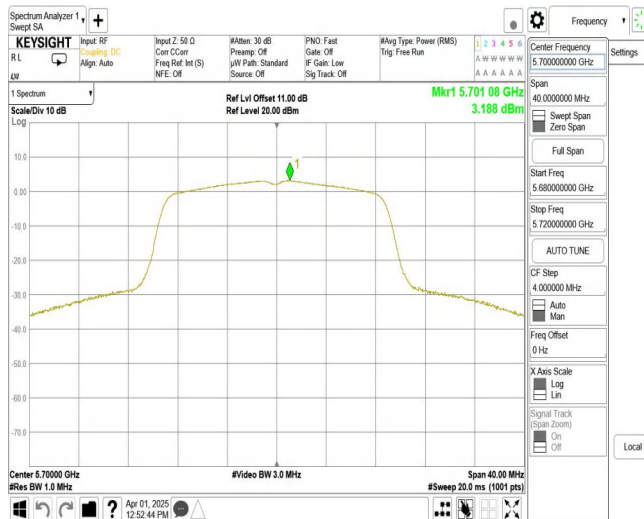 Spectrum Analyzer 1
Swept SA
+
Frequency
KEYSIGHT
R L
Input: RF
Coupling: DC
Align: Auto
Input Z: 50 Ω
Corr CCorr
Freq Ref: Int (S)
NFE: Off
#Atten: 30 dB
Preamp: Off
µW Path: Standard
Source: Off
PNO: Fast
Gate: Off
IF Gain: Low
Sig Track: Off
#Avg Type: Power (RMS)
Trig: Free Run
1 2 3 4 5 6
A W W W W W
A A A A A A
1 Spectrum
Scale/Div 10 dB
Log
Ref Lvl Offset 11.00 dB
Ref Level 20.00 dBm
Mkr1 5.701 08 GHz
3.188 dBm
1
10.0
0.00
-10.0
-20.0
-30.0
-40.0
-50.0
-60.0
-70.0
Center 5.70000 GHz
#Res BW 1.0 MHz
#Video BW 3.0 MHz
Span 40.00 MHz
#Sweep 20.0 ms (1001 pts)
Apr 01, 2025
12:52:44 PM
?
Center Frequency
5.700000000 GHz
Span
40.0000000 MHz
Swept Span
Zero Span
Full Span
Start Freq
5.680000000 GHz
Stop Freq
5.720000000 GHz
AUTO TUNE
CF Step
4.000000 MHz
Auto
Man
Freq Offset
0 Hz
X Axis Scale
Log
Lin
Signal Track
(Span Zoom)
On
Off
Settings
Local